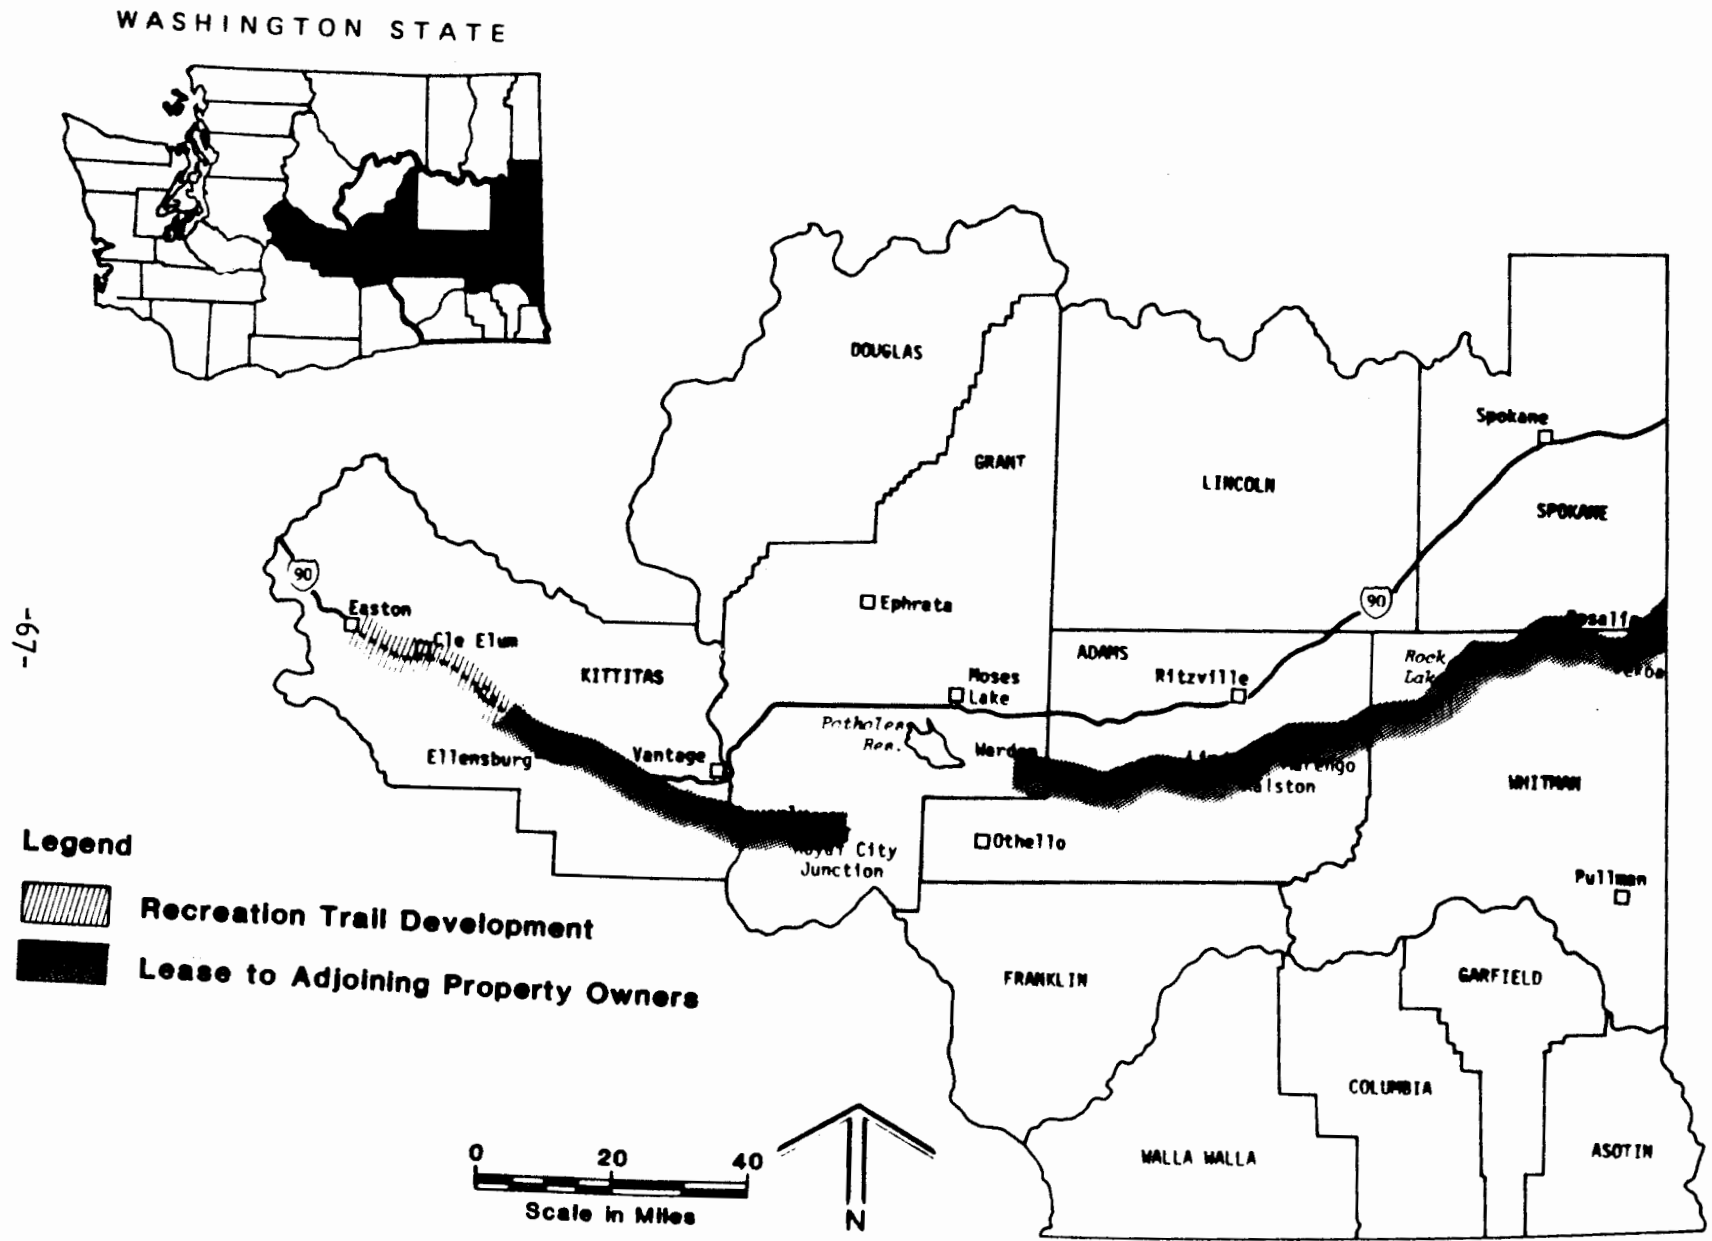 WASHINGTON STATE
DOUGLAS
GRANT
LINCOLN
Spokane
SPOKANE
90
Easton
Cle Elum
KITTITAS
Ephrata
90
ADAMS
Ritzville
Rock
Moses
Lake
Potholes
Res.
Warden
Ellensburg
Vantage
WHITMAN
City
Junction
Othello
Pullman
Legend
Recreation Trail Development
Lease to Adjoining Property Owners
FRANKLIN
GARFIELD
COLUMBIA
WALLA WALLA
ASOTIN
0 20 40
Scale in Miles
N
-67-